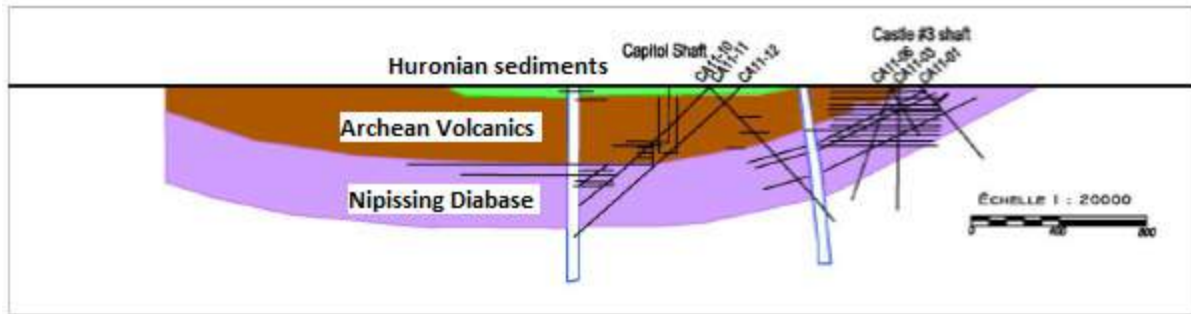 Castle #3 shaft
Capitol Shaft
CA11-10
CA11-11
CA11-12
CA11-06
CA11-03
CA11-01
Huronian sediments
Archean Volcanics
Nipissing Diabase
ÉCHELLE 1 : 20000
0 400 800